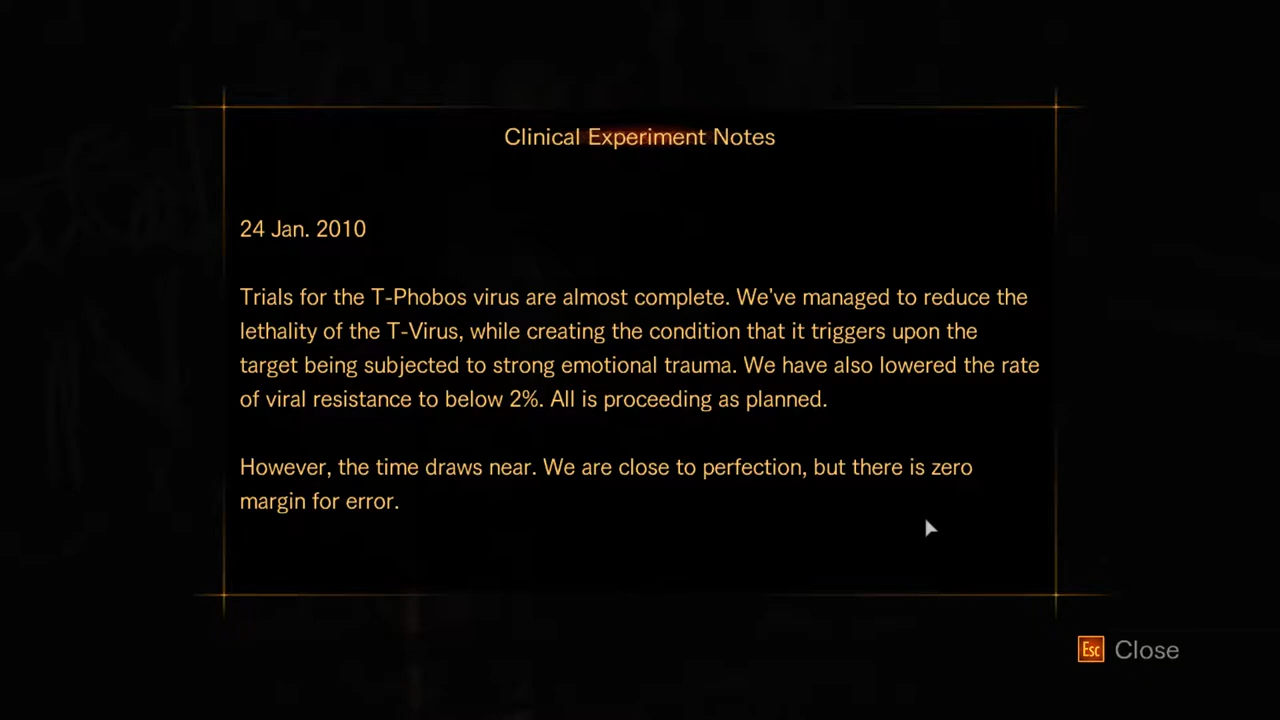 Clinical Experiment Notes
24 Jan. 2010
Trials for the T-Phobos virus are almost complete. We've managed to reduce the
lethality of the T-Virus, while creating the condition that it triggers upon the
target being subjected to strong emotional trauma. We have also lowered the rate
of viral resistance to below 2%. All is proceeding as planned.
However, the time draws near. We are close to perfection, but there is zero
margin for error.
Esc Close